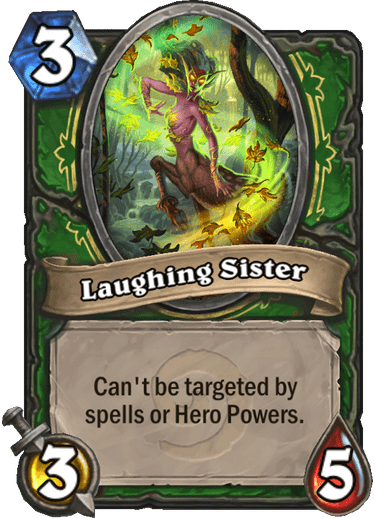 3
Laughing Sister
Can't be targeted by
spells or Hero Powers.
3
5